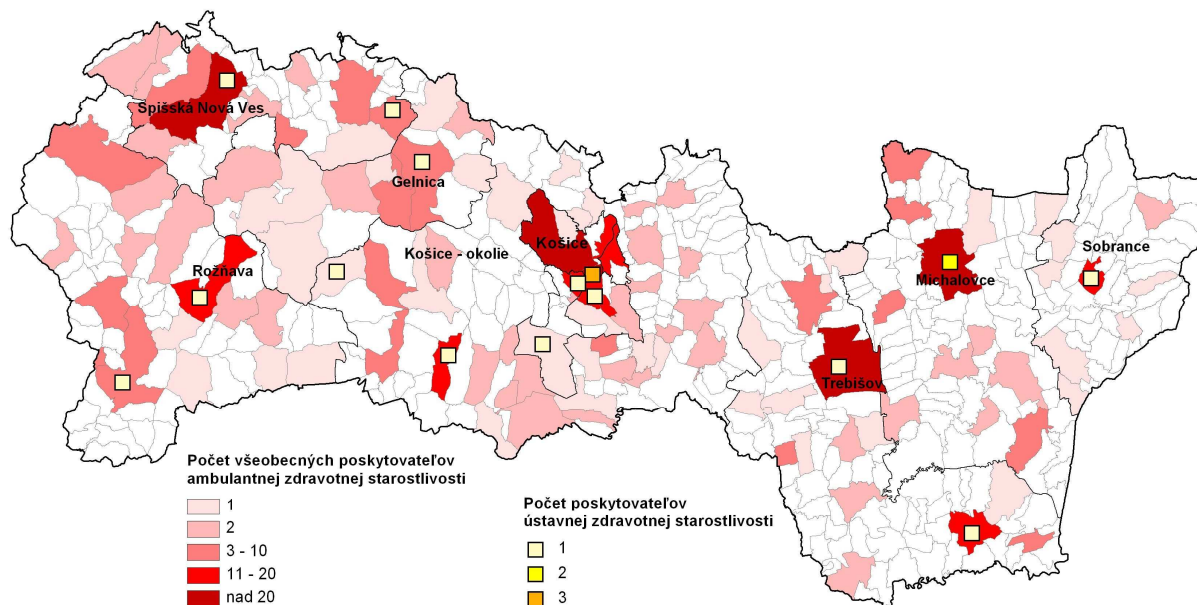 Spišská Nová Ves
Gelnica
Košice
Košice - okolie
Rožňava
Sobrance
Michalovce
Trebišov
Počet všeobecných poskytovateľov
ambulantnej zdravotnej starostlivosti
1
2
3 - 10
11 - 20
nad 20
Počet poskytovateľov
ústavnej zdravotnej starostlivosti
1
2
3